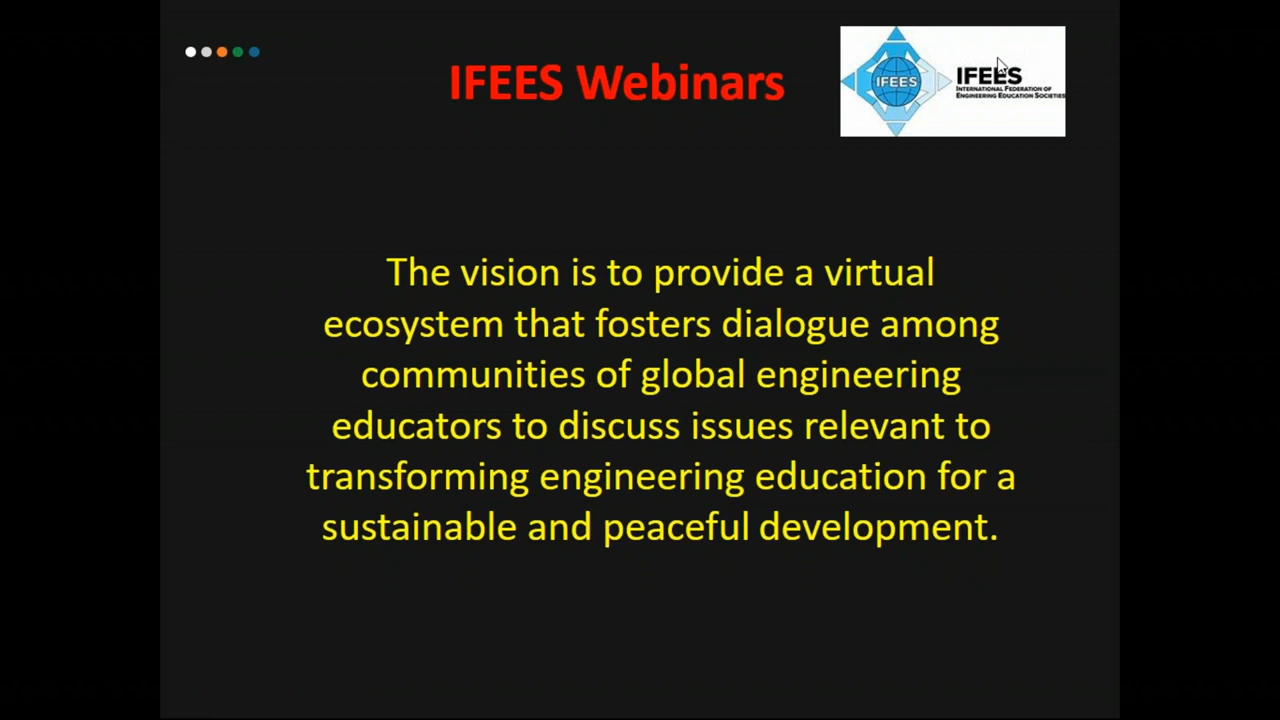 IFEES Webinars
IFEES
IFEES
INTERNATIONAL FEDERATION OF
ENGINEERING EDUCATION SOCIETIES
The vision is to provide a virtual
ecosystem that fosters dialogue among
communities of global engineering
educators to discuss issues relevant to
transforming engineering education for a
sustainable and peaceful development.